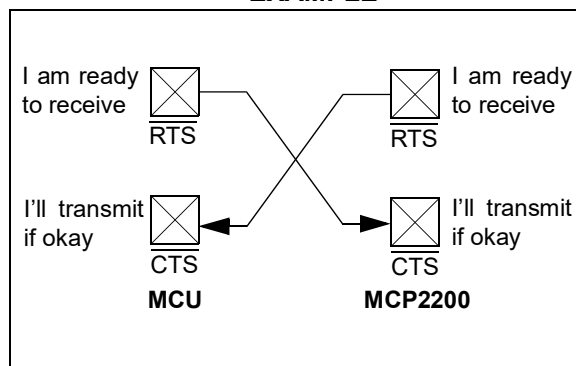 I am ready
to receive
RTS
I am ready
to receive
RTS
I'll transmit
if okay
CTS
MCU
I'll transmit
if okay
CTS
MCP2200